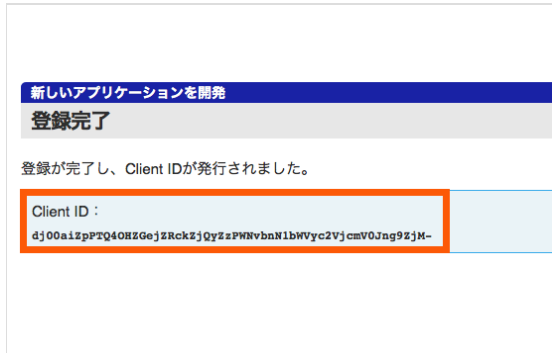 新しいアプリケーションを開発
登録完了
登録が完了し、Client IDが発行されました。
Client ID：
dj00aiZpPTQ4OHZGejZRckZjQyZzPWNvbnN1bWVyc2VjcmV0Jng9ZjM-